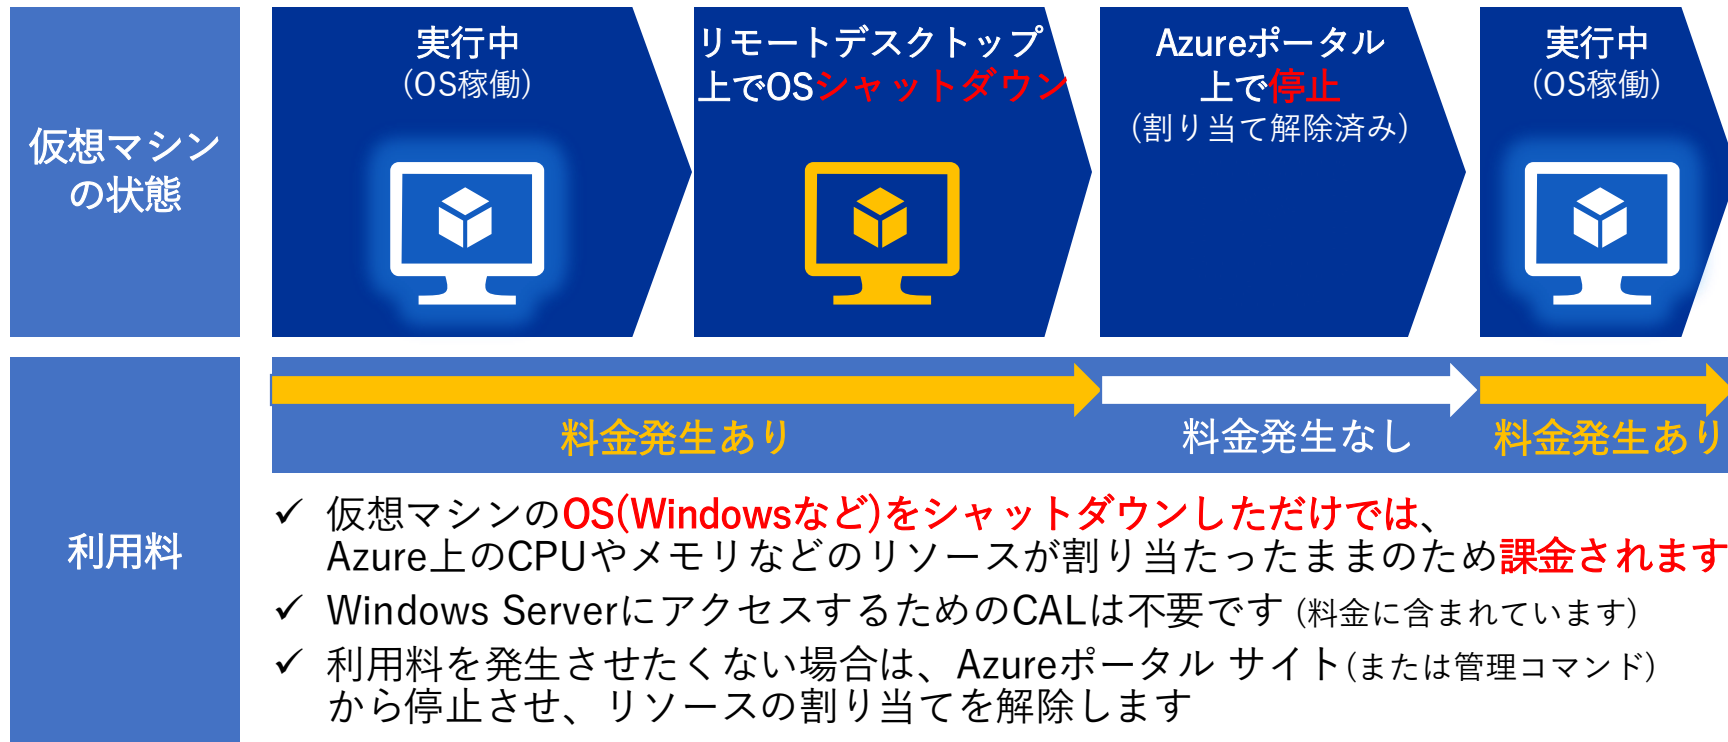 仮想マシン
の状態
実行中
(OS稼働)
リモートデスクトップ
上でOSシャットダウン
Azureポータル
上で停止
(割り当て解除済み)
実行中
(OS稼働)
利用料
料金発生あり
料金発生なし
料金発生あり
✓ 仮想マシンのOS(Windowsなど)をシャットダウンしただけでは、
Azure上のCPUやメモリなどのリソースが割り当たったままのため課金されます
✓ Windows ServerにアクセスするためのCALは不要です (料金に含まれています)
✓ 利用料を発生させたくない場合は、Azureポータル サイト(または管理コマンド)
から停止させ、リソースの割り当てを解除します